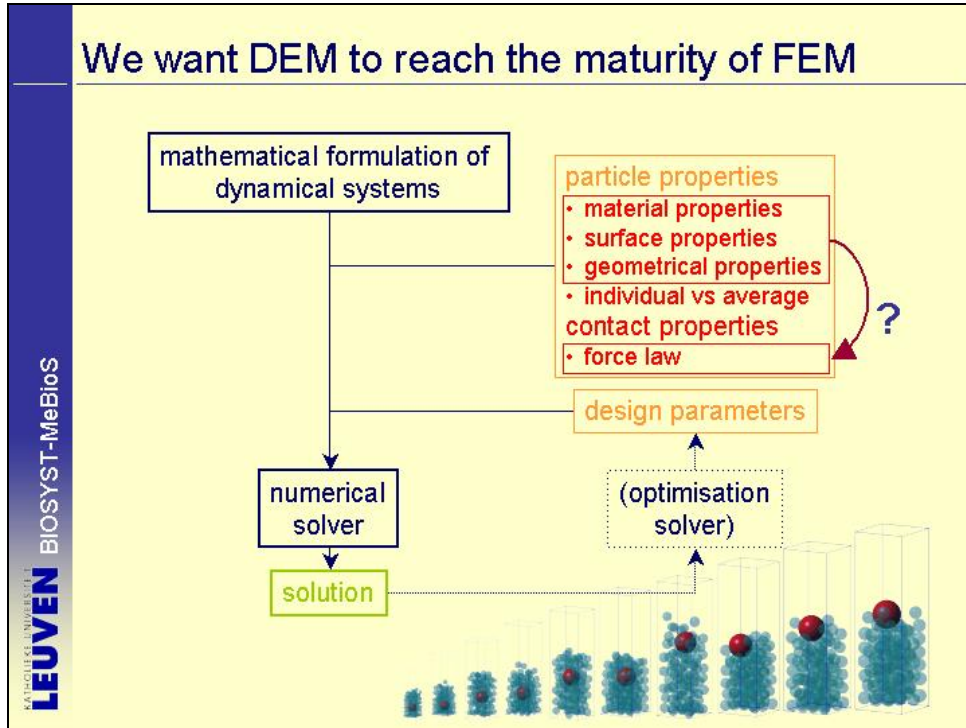 We want DEM to reach the maturity of FEM
mathematical formulation of
dynamical systems
particle properties
• material properties
• surface properties
• geometrical properties
• individual vs average
contact properties
• force law
?
design parameters
numerical
solver
(optimisation
solver)
solution
BIOSYST-MeBioS
KATHOLIEKE UNIVERSITEIT
LEUVEN